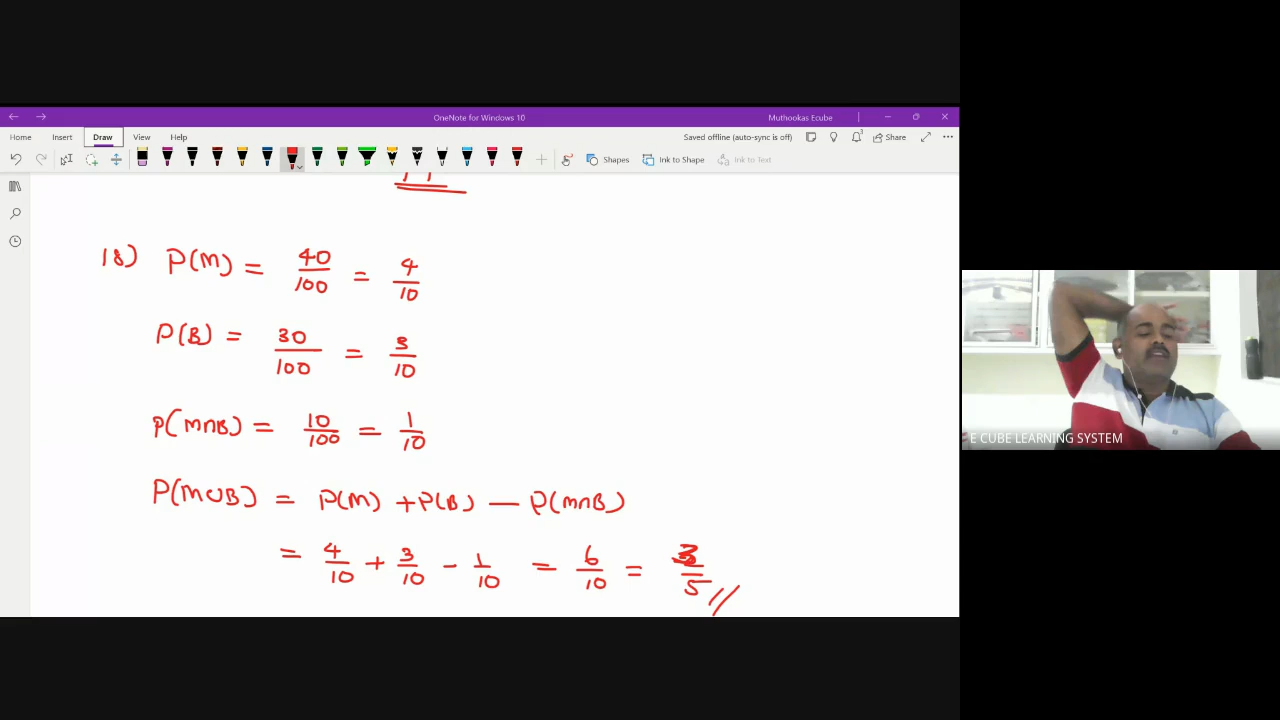 OneNote for Windows 10
Muthookas Ecube
Home Insert Draw View Help
Saved offline (auto-sync is off)
Share
Shapes
Ink to Shape
Ink to Text
18) P(M) = 40/100 = 4/10
P(B) = 30/100 = 3/10
P(M∩B) = 10/100 = 1/10
P(M∪B) = P(M) + P(B) — P(M∩B)
= 4/10 + 3/10 - 1/10 = 6/10 = 3/5 //
E CUBE LEARNING SYSTEM